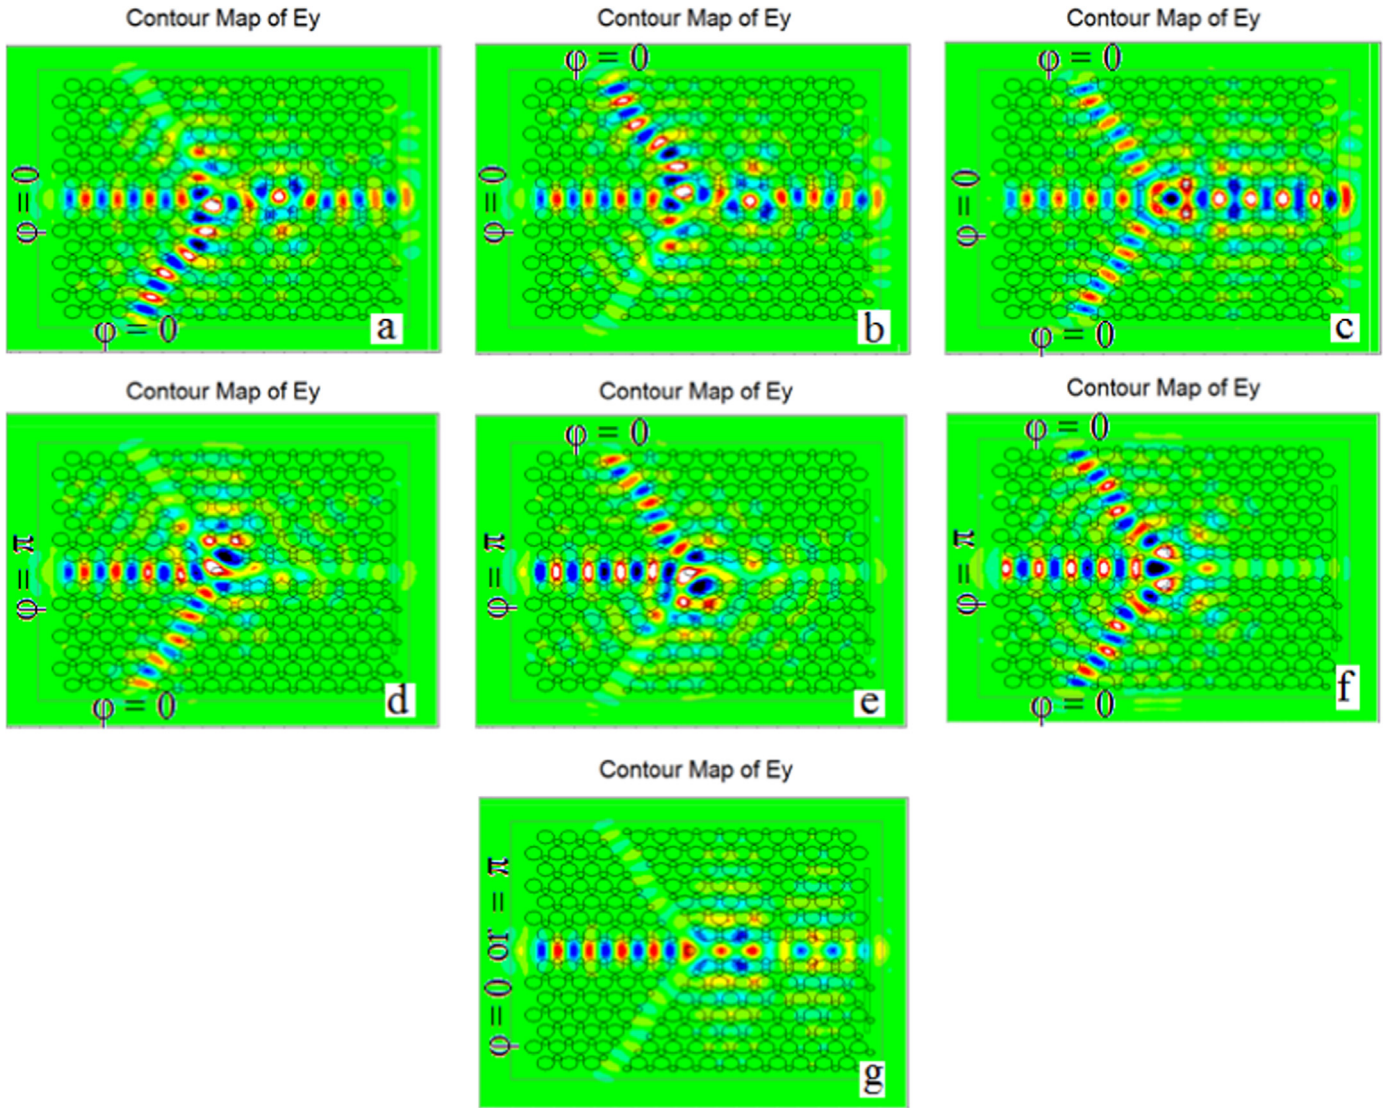 Contour Map of Ey
φ = 0
φ = 0
a
Contour Map of Ey
φ = 0
φ = 0
b
Contour Map of Ey
φ = 0
φ = 0
φ = 0
c
Contour Map of Ey
φ = π
φ = 0
d
Contour Map of Ey
φ = 0
φ = π
e
Contour Map of Ey
φ = 0
φ = π
φ = 0
f
Contour Map of Ey
φ = 0 or = π
g